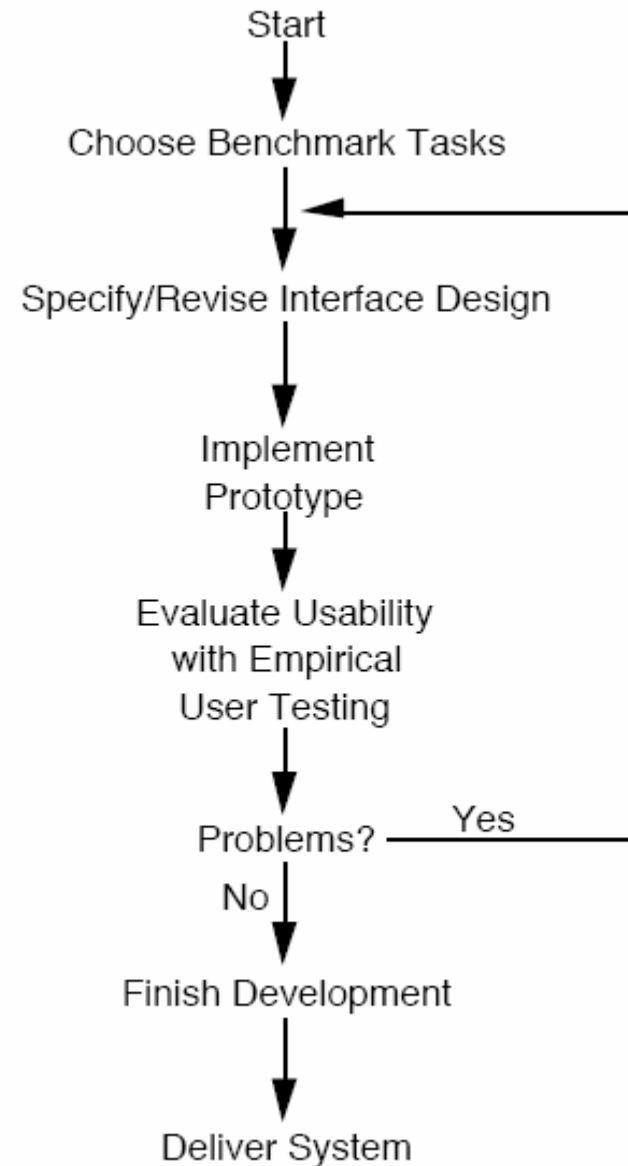 Start
Choose Benchmark Tasks
Specify/Revise Interface Design
Implement
Prototype
Evaluate Usability
with Empirical
User Testing
Problems?
Yes
No
Finish Development
Deliver System